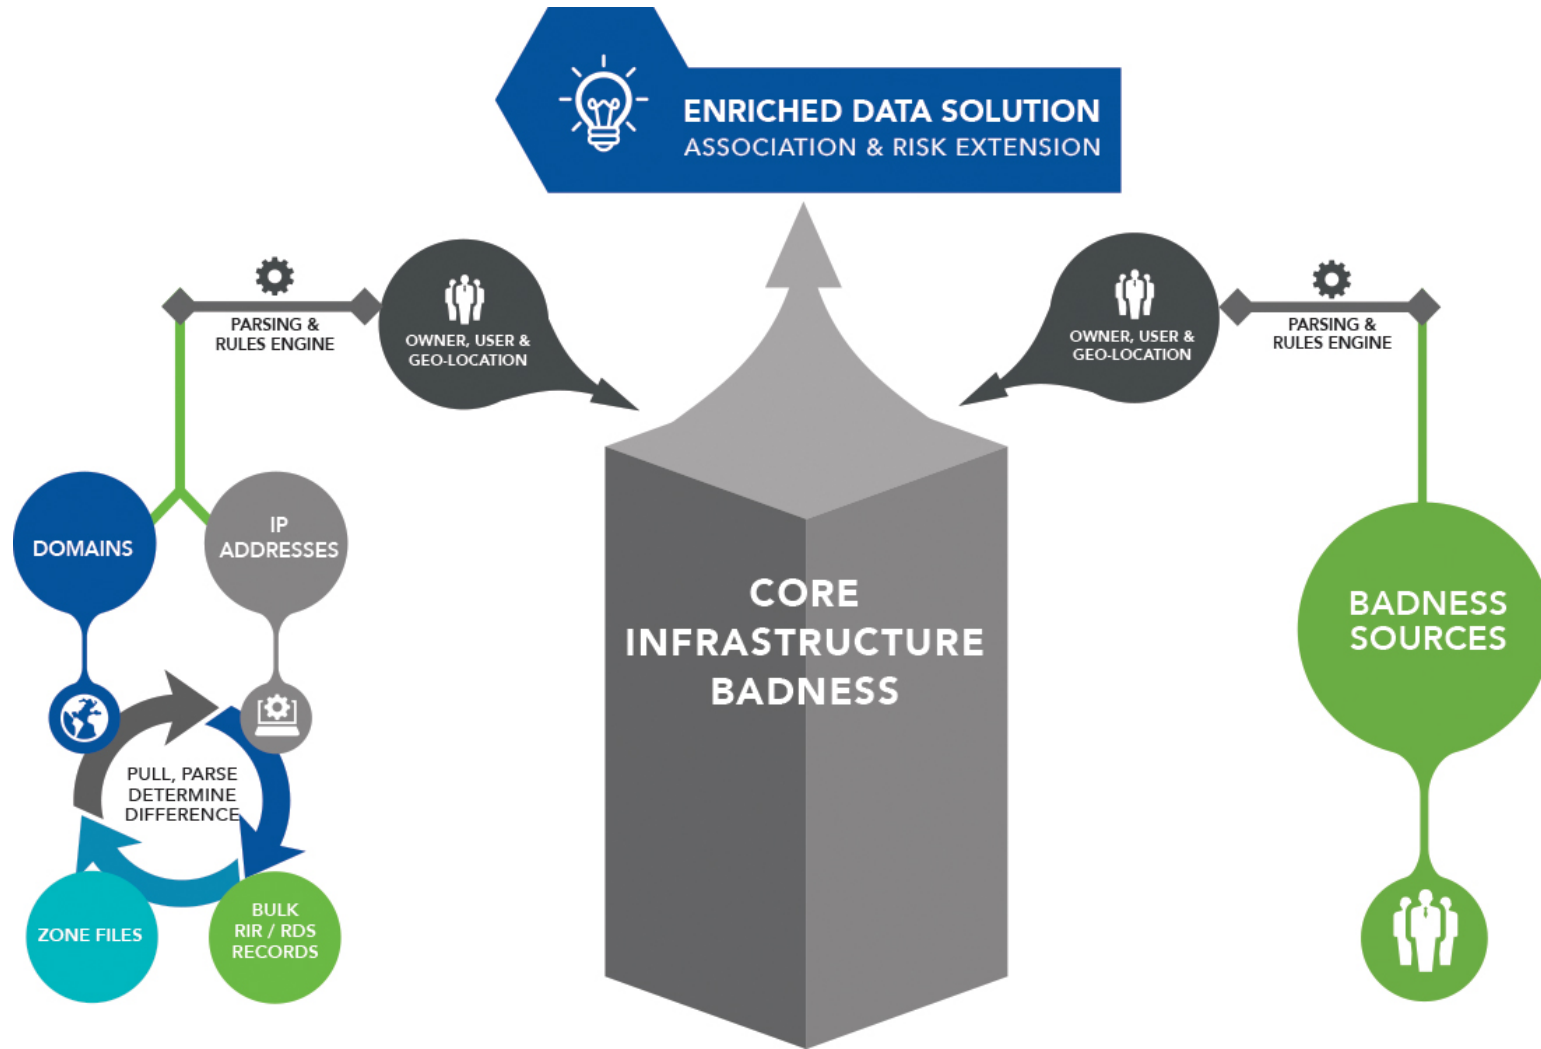 ENRICHED DATA SOLUTION
ASSOCIATION & RISK EXTENSION
PARSING &
RULES ENGINE
OWNER, USER &
GEO-LOCATION
OWNER, USER &
GEO-LOCATION
PARSING &
RULES ENGINE
DOMAINS
IP
ADDRESSES
PULL, PARSE
DETERMINE
DIFFERENCE
ZONE FILES
BULK
RIR / RDS
RECORDS
CORE
INFRASTRUCTURE
BADNESS
BADNESS
SOURCES